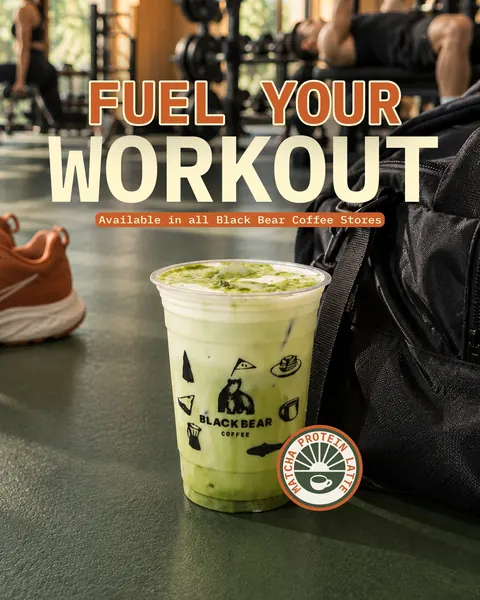 FUEL YOUR
WORKOUT
Available in all Black Bear Coffee Stores
BLACK BEAR
COFFEE
MATCHA PROTEIN LATTE